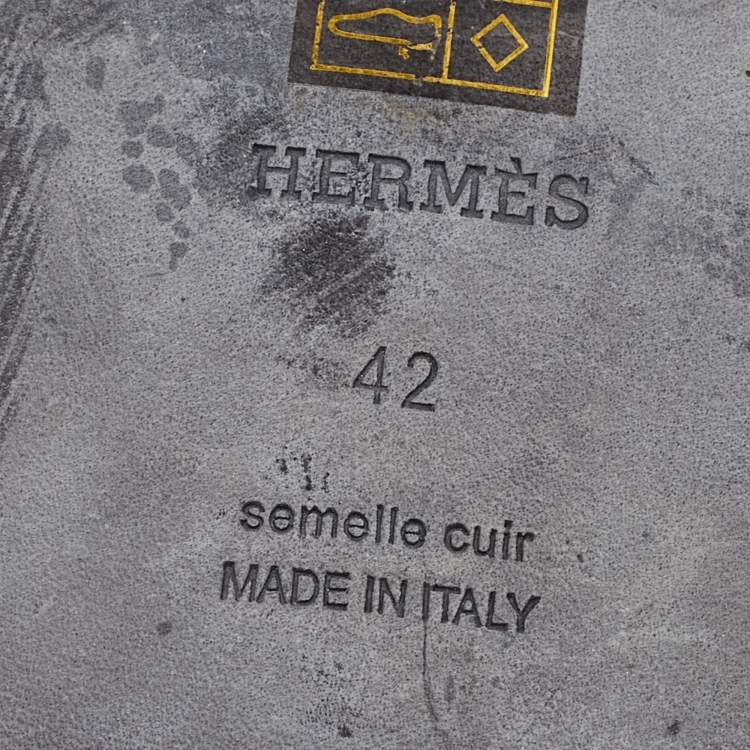 HERMÈS
42
semelle cuir
MADE IN ITALY